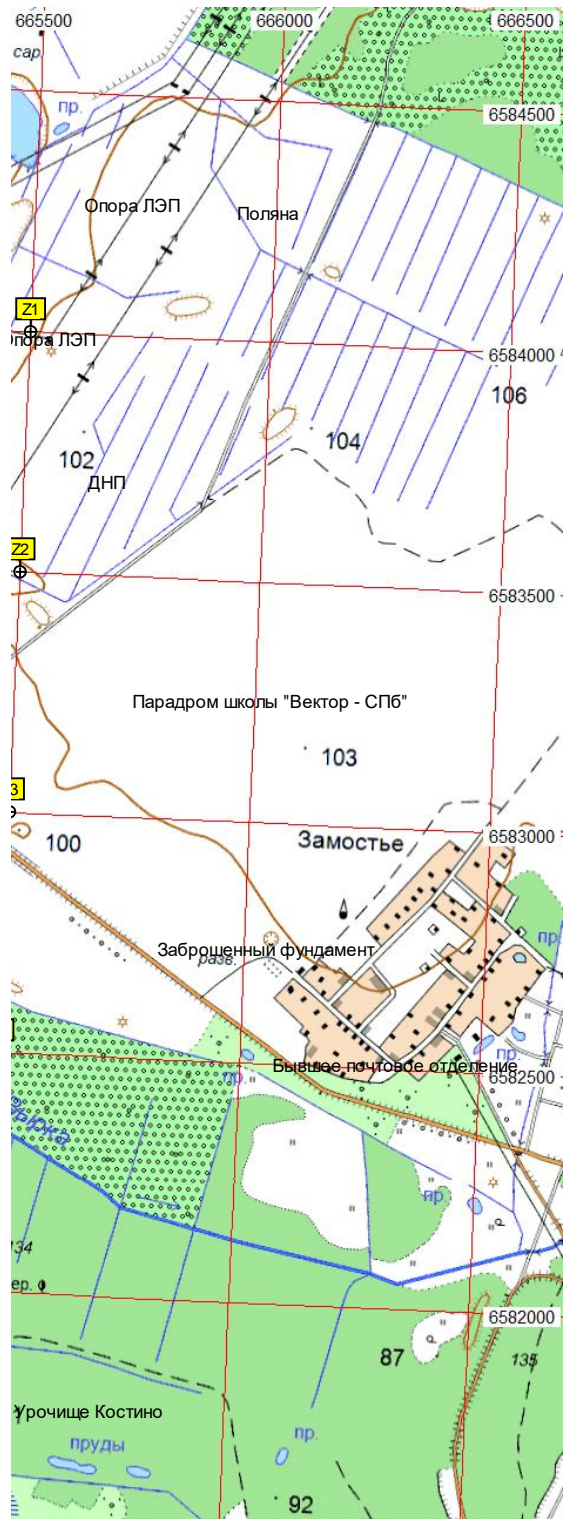 665500 666000 666500
сар.
пр.
6584500
Опора ЛЭП
Поляна
Z1
Опора ЛЭП
6584000
106
104
102
ДНП
Z2
6583500
Парадром школы "Вектор - СПб"
103
3
6583000
100
Замостье
пр.
Заброшенный фундамент
разв.
пр.
Бывшее почтовое отделение
пр.
6582500
пр.
134
ер.
6582000
87
135
Урочище Костино
пр.
пруды
92